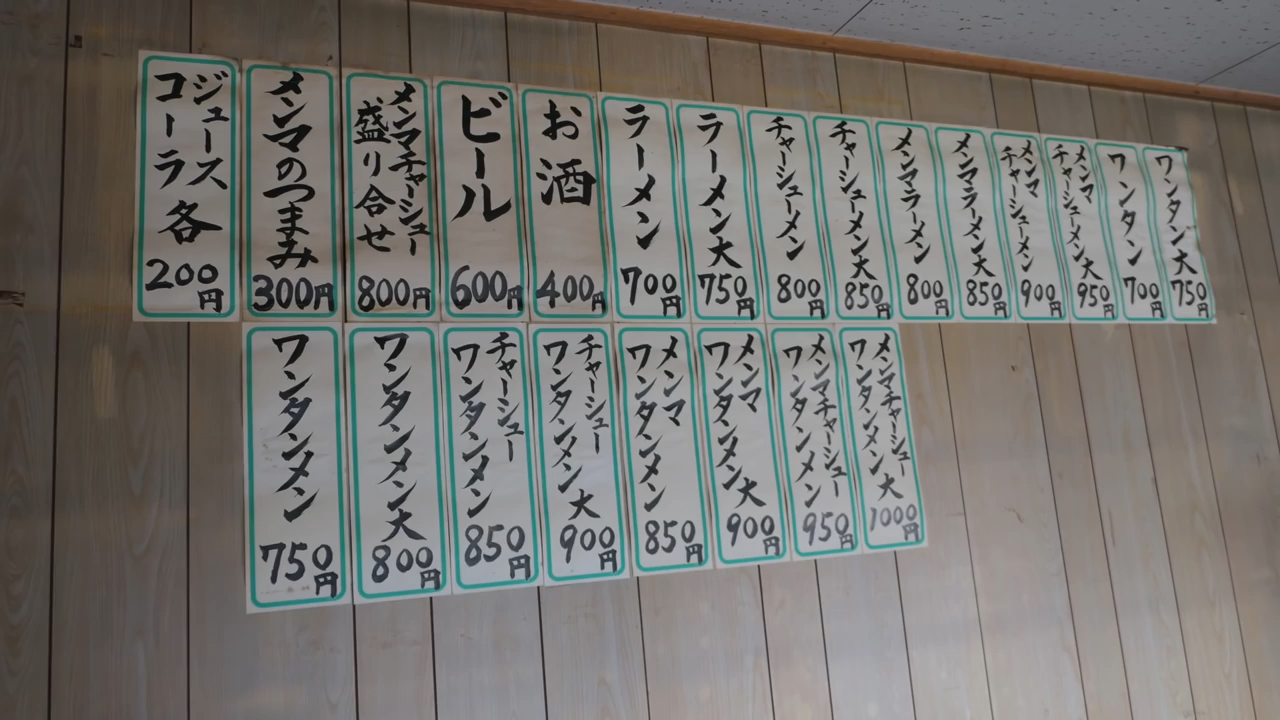 ワンタン大 750円
ワンタン 700円
メンマチャーシューメン大 950円
メンマチャーシューメン 900円
メンマラーメン大 850円
メンマラーメン 800円
チャーシューメン大 850円
チャーシューメン 800円
ラーメン大 750円
ラーメン 700円
お酒 400円
ビール 600円
メンマチャーシュー盛り合せ 800円
メンマのつまみ 300円
ジュースコーラ各 200円
メンマチャーシューワンタンメン大 1000円
メンマチャーシューワンタンメン 950円
メンマワンタンメン大 900円
メンマワンタンメン 850円
チャーシューワンタンメン大 900円
チャーシューワンタンメン 850円
ワンタンメン大 800円
ワンタンメン 750円